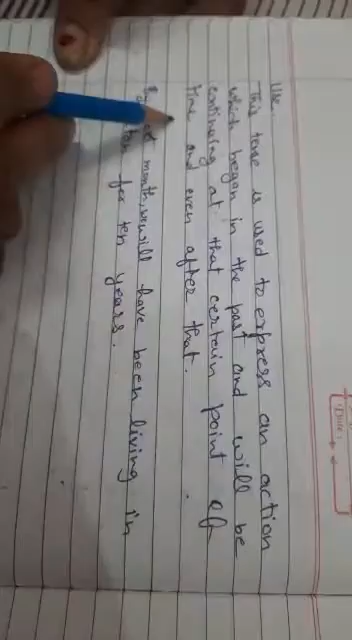 Date:
Use..
This tense is used to express an action
which began in the past and will be
continuing at that certain point of
time and even after that.
month, we will have been living in
for ten years.